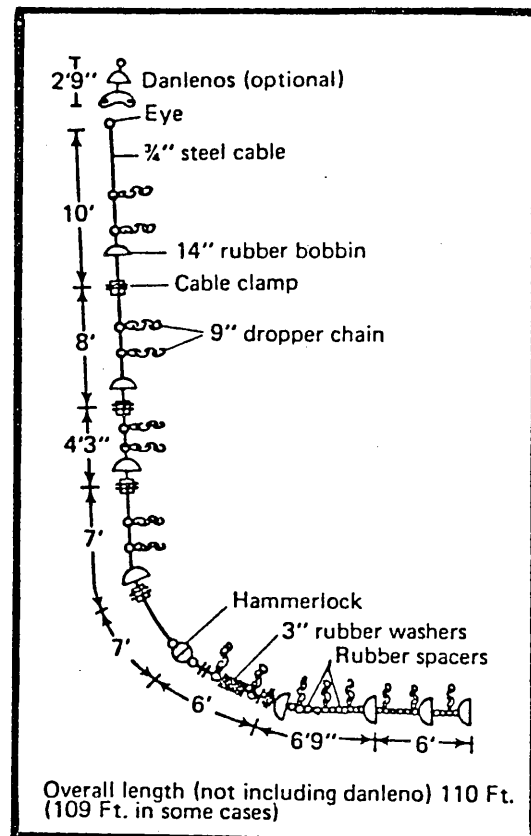 2'9"
Danlenos (optional)
Eye
¾" steel cable
10'
14" rubber bobbin
Cable clamp
8'
9" dropper chain
4'3"
7'
Hammerlock
3" rubber washers
Rubber spacers
7'
6'
6'9"
6'
Overall length (not including danleno) 110 Ft.
(109 Ft. in some cases)